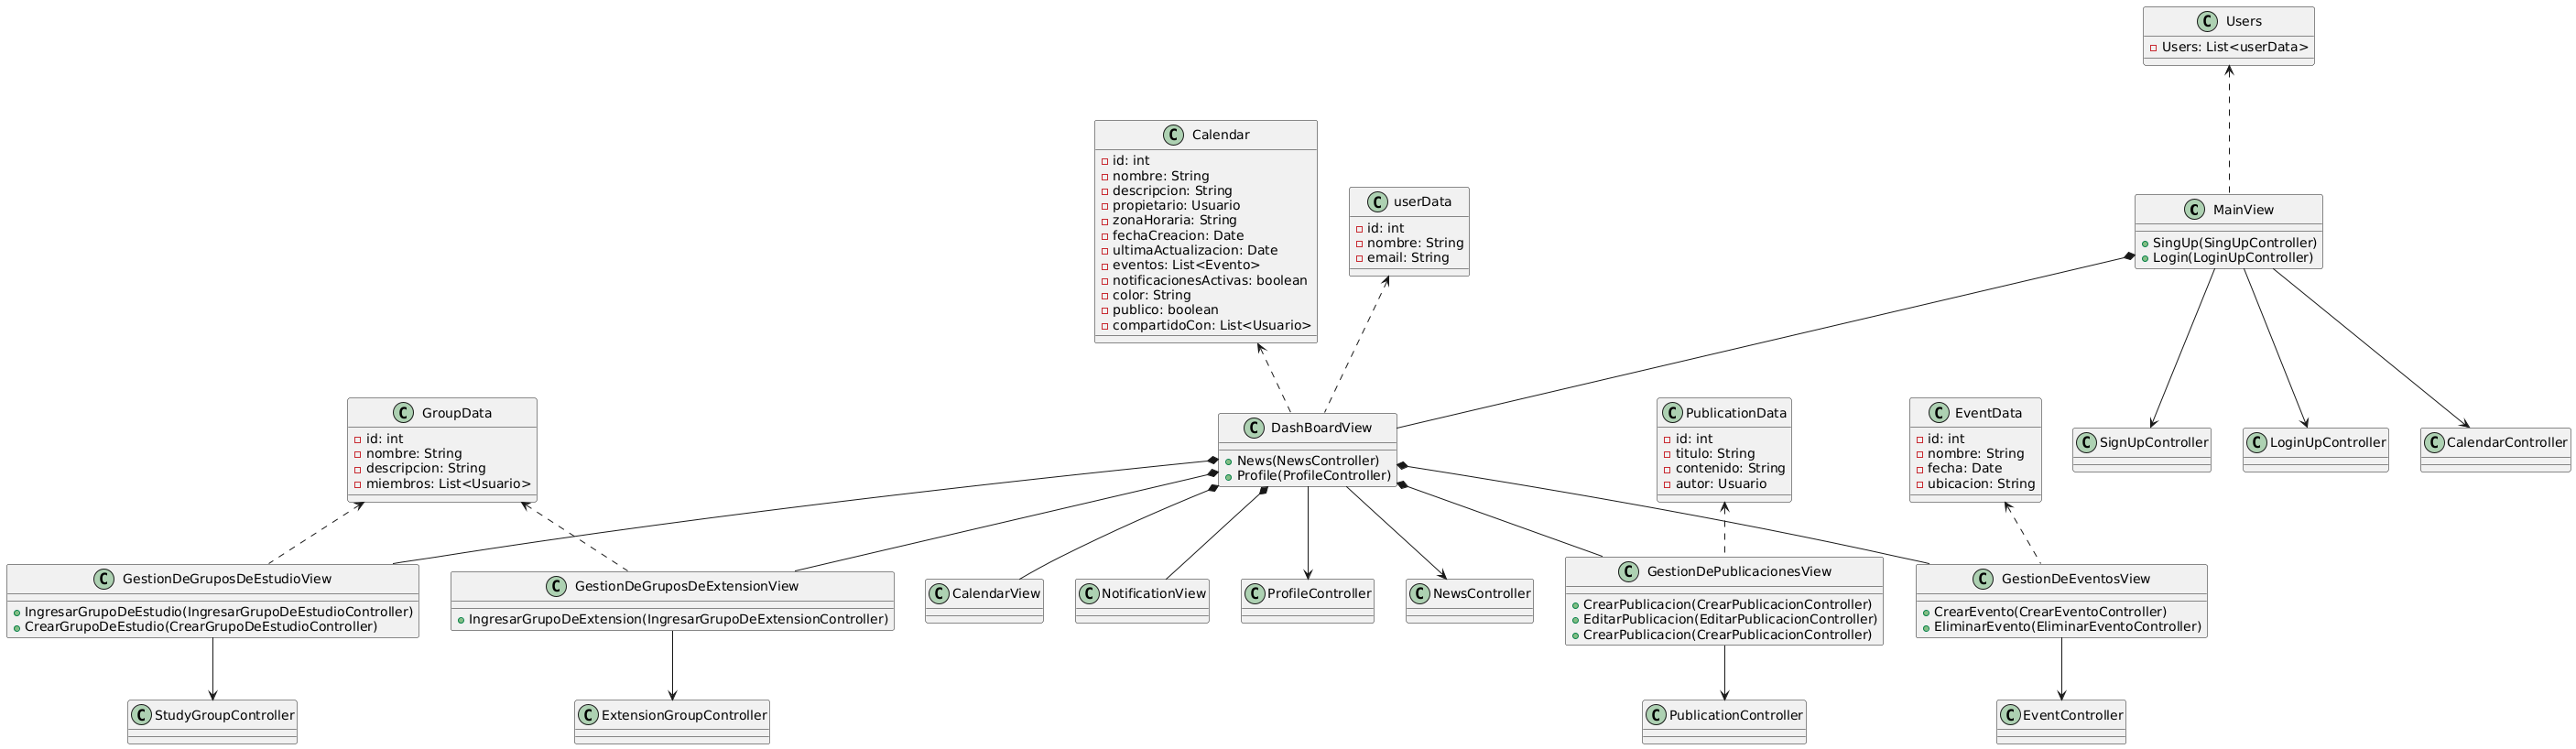 Users
Users: List<userData>
Calendar
id: int
nombre: String
descripcion: String
propietario: Usuario
zonaHoraria: String
fechaCreacion: Date
ultimaActualizacion: Date
eventos: List<Evento>
notificacionesActivas: boolean
color: String
publico: boolean
compartidoCon: List<Usuario>
userData
id: int
nombre: String
email: String
MainView
SingUp(SingUpController)
Login(LoginUpController)
GroupData
id: int
nombre: String
descripcion: String
miembros: List<Usuario>
DashBoardView
News(NewsController)
Profile(ProfileController)
PublicationData
id: int
titulo: String
contenido: String
autor: Usuario
EventData
id: int
nombre: String
fecha: Date
ubicacion: String
SignUpController
LoginUpController
CalendarController
GestionDeGruposDeEstudioView
IngresarGrupoDeEstudio(IngresarGrupoDeEstudioController)
CrearGrupoDeEstudio(CrearGrupoDeEstudioController)
GestionDeGruposDeExtensionView
IngresarGrupoDeExtension(IngresarGrupoDeExtensionController)
CalendarView
NotificationView
ProfileController
NewsController
GestionDePublicacionesView
CrearPublicacion(CrearPublicacionController)
EditarPublicacion(EditarPublicacionController)
CrearPublicacion(CrearPublicacionController)
GestionDeEventosView
CrearEvento(CrearEventoController)
EliminarEvento(EliminarEventoController)
StudyGroupController
ExtensionGroupController
PublicationController
EventController